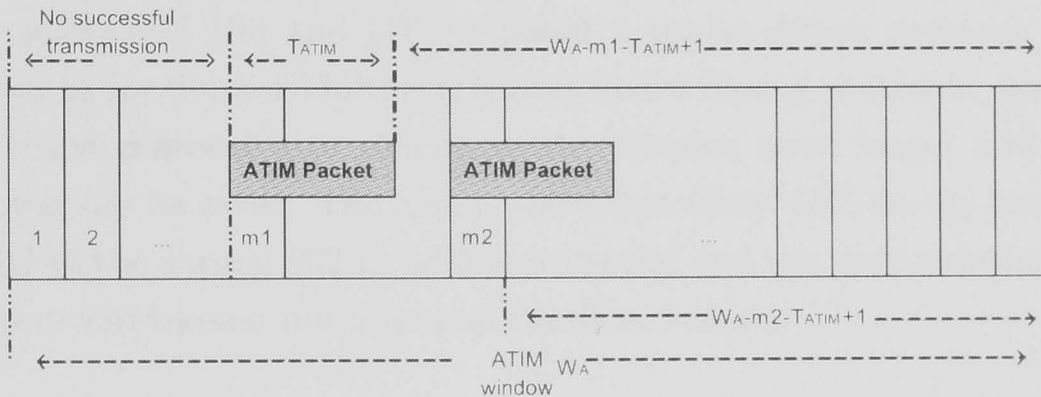 No successful
transmission
TATIM
WA-m1-TATIM+1
ATIM Packet
ATIM Packet
1
2
...
m1
m2
...
WA-m2-TATIM+1
ATIM WA
window